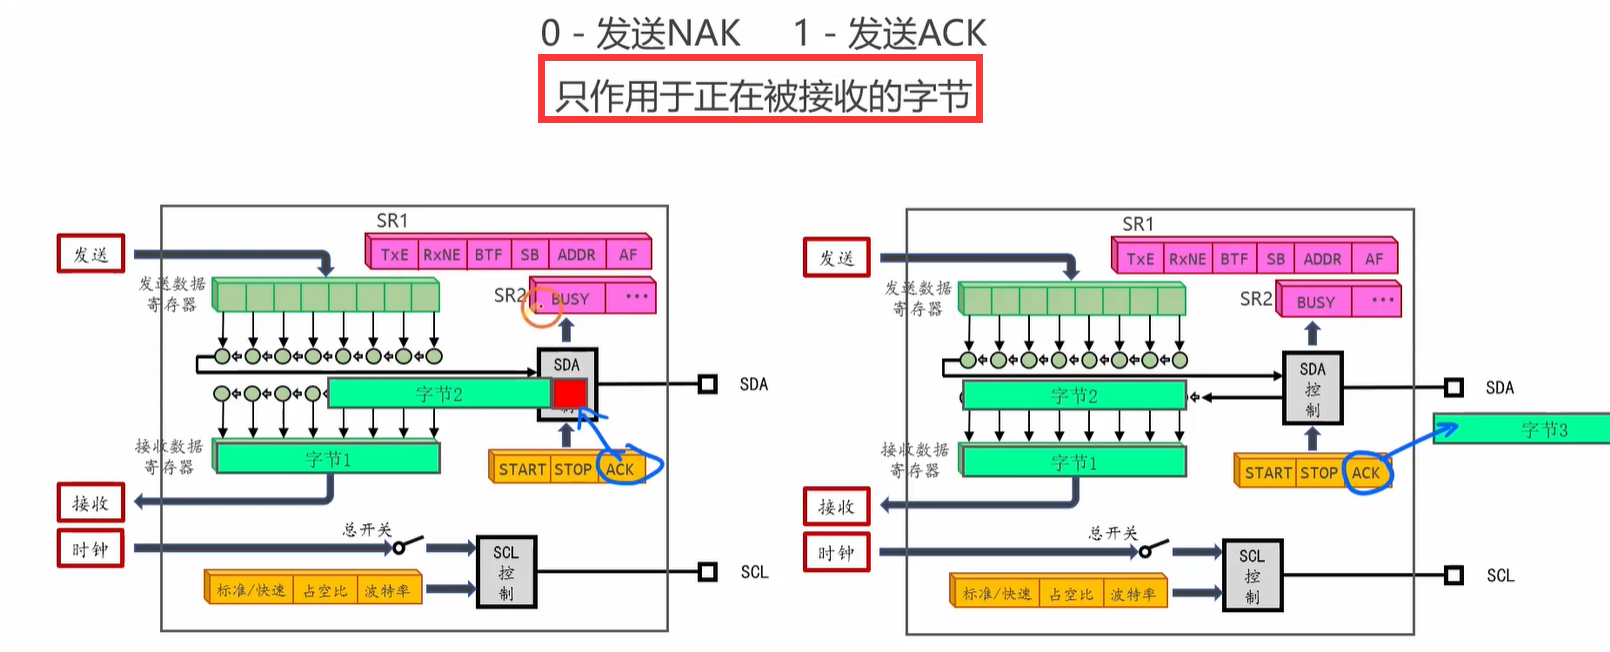 0 - 发送NAK 1 - 发送ACK
只作用于正在被接收的字节
SR1
TxE RxNE BTF SB ADDR AF
发送
发送数据
寄存器
SR2 BUSY ...
SDA
制
SDA
字节2
接收数据
寄存器
字节1
START STOP ACK
接收
时钟
总开关
SCL
控
制
SCL
标准/快速 占空比 波特率
SR1
TxE RxNE BTF SB ADDR AF
发送
发送数据
寄存器
SR2 BUSY ...
SDA
控
制
SDA
字节2
字节3
接收数据
寄存器
字节1
START STOP ACK
接收
时钟
总开关
SCL
控
制
SCL
标准/快速 占空比 波特率